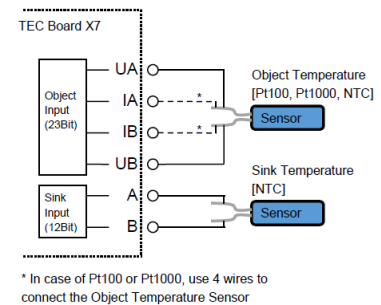 TEC Board X7
Object
Input
(23Bit)
UA
IA
IB
UB
*
*
Object Temperature
[Pt100, Pt1000, NTC]
Sensor
Sink
Input
(12Bit)
A
B
Sink Temperature
[NTC]
Sensor
* In case of Pt100 or Pt1000, use 4 wires to
connect the Object Temperature Sensor